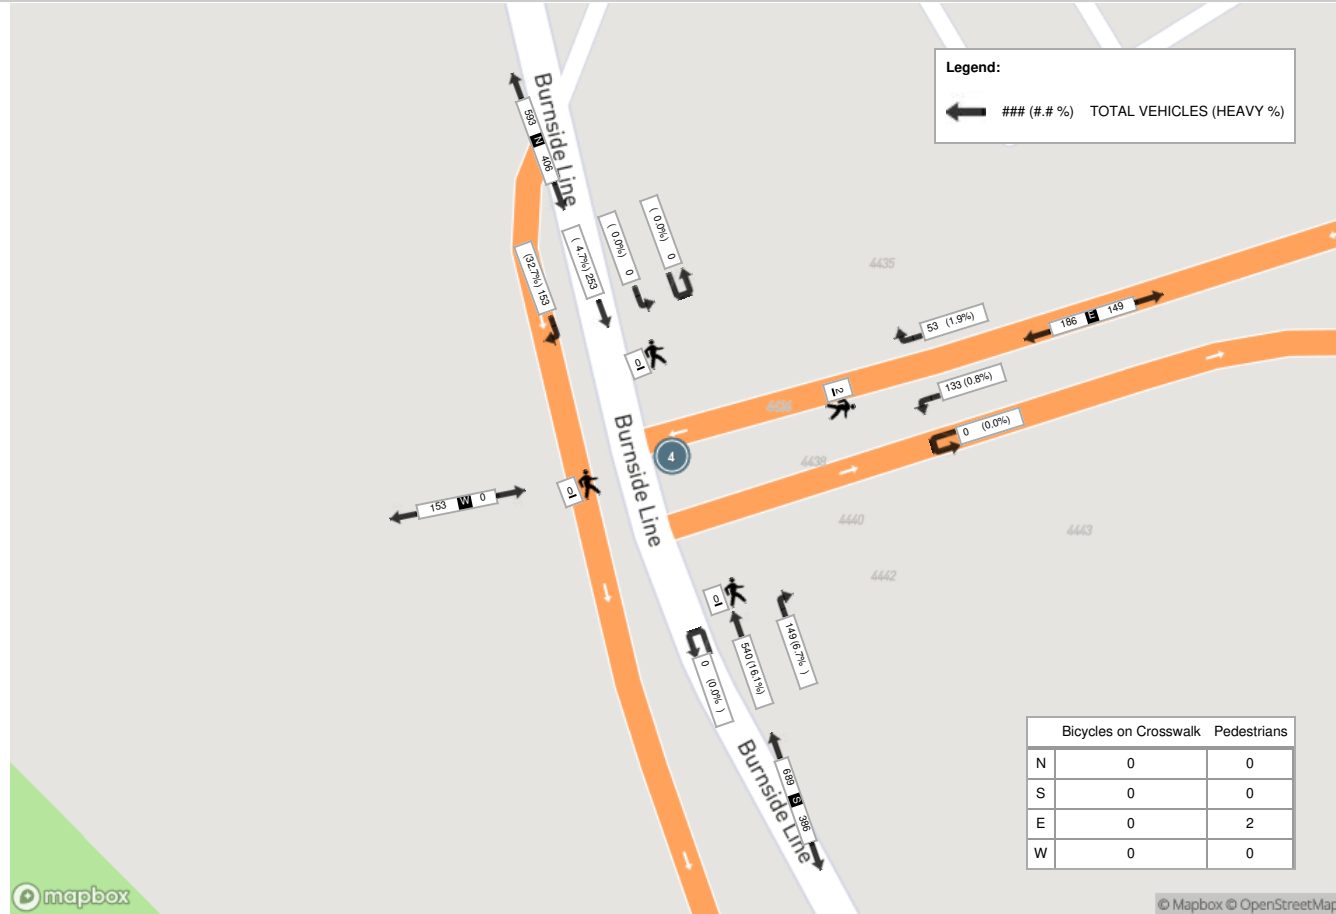 Legend:
### (#.# %) TOTAL VEHICLES (HEAVY %)
Burnside Line
593 N 406
(32.7%) 153
( 4.7%) 253
( 0.0%) 0
( 0.0%) 0
4435
53 (1.9%)
186 E 149
0
2
133 (0.8%)
4436
0 (0.0%)
Burnside Line
4
4438
153 W 0
0
4440
4443
4442
0
0 (0.0% )
540 (16.1%)
149 (6.7% )
689 S 386
Burnside Line
Bicycles on Crosswalk Pedestrians
N 0 0
S 0 0
E 0 2
W 0 0
mapbox
© Mapbox © OpenStreetMap